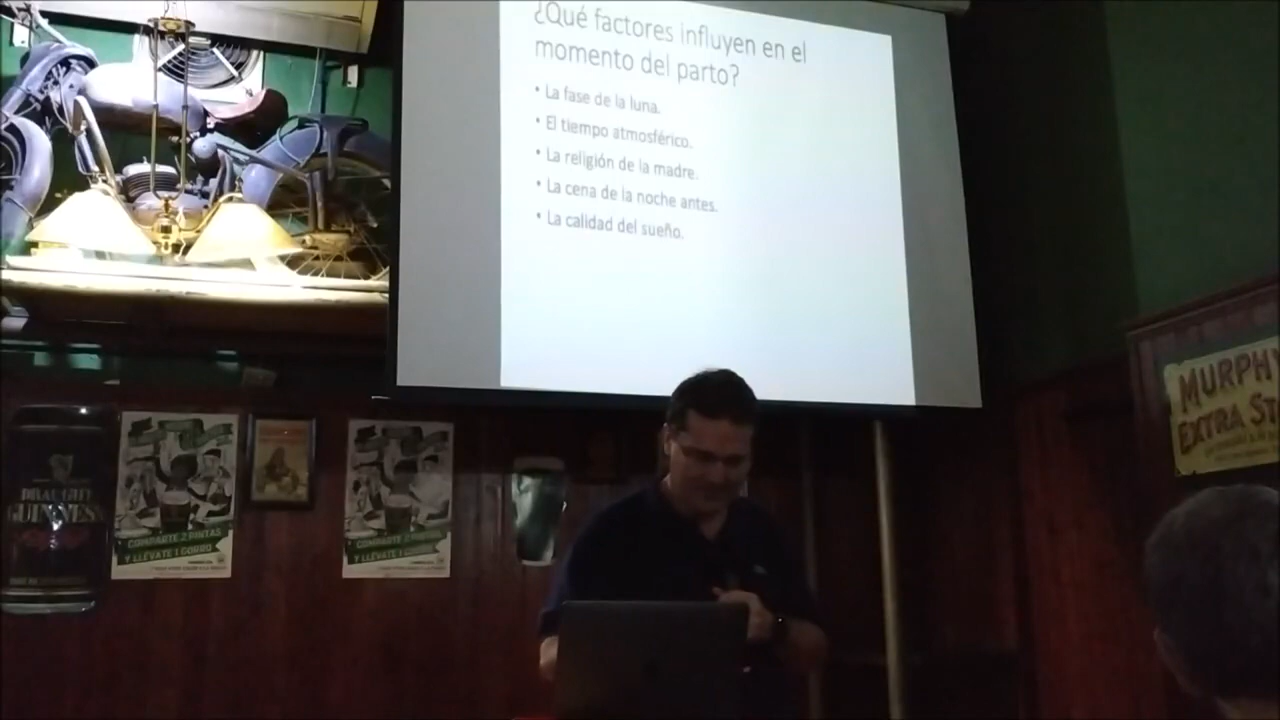 ¿Qué factores influyen en el
momento del parto?
• La fase de la luna.
• El tiempo atmosférico.
• La religión de la madre.
• La cena de la noche antes.
• La calidad del sueño.
DRAUGHT
GUINNESS
COMPARTE 2 PINTAS
Y LLÉVATE 1 GORRO
COMPARTE 2 PINTAS
Y LLÉVATE 1 GORRO
MURPHY
EXTRA ST